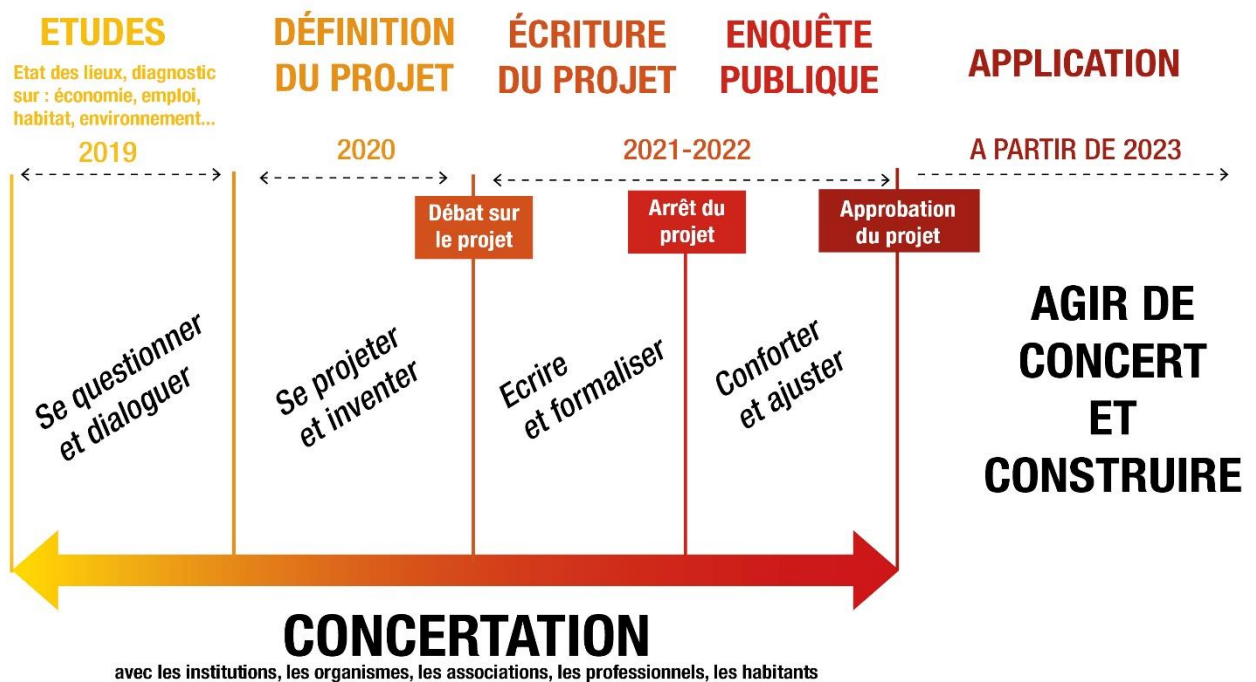 ETUDES
Etat des lieux, diagnostic
sur : économie, emploi,
habitat, environnement...
2019
DÉFINITION
DU PROJET
2020
ÉCRITURE
DU PROJET
ENQUÊTE
PUBLIQUE
2021-2022
APPLICATION
A PARTIR DE 2023
Débat sur
le projet
Arrêt du
projet
Approbation
du projet
Se questionner
et dialoguer
Se projeter
et inventer
Ecrire
et formaliser
Conforter
et ajuster
AGIR DE
CONCERT
ET
CONSTRUIRE
CONCERTATION
avec les institutions, les organismes, les associations, les professionnels, les habitants